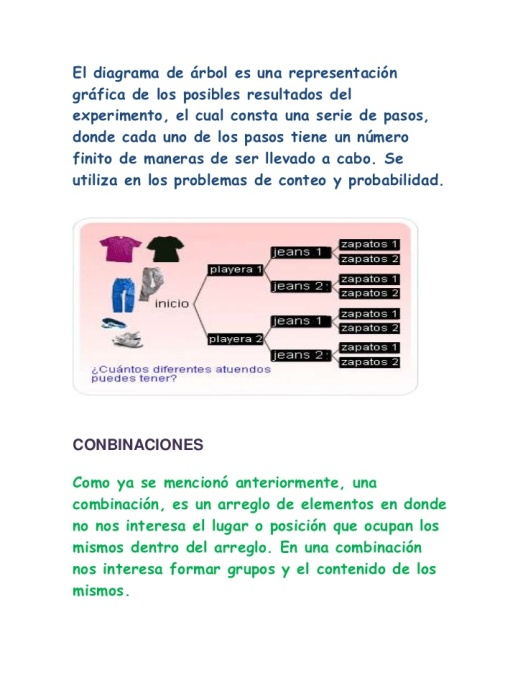 El diagrama de árbol es una representación
gráfica de los posibles resultados del
experimento, el cual consta una serie de pasos,
donde cada uno de los pasos tiene un número
finito de maneras de ser llevado a cabo. Se
utiliza en los problemas de conteo y probabilidad.
inicio
playera 1
jeans 1
zapatos 1
zapatos 2
jeans 2
zapatos 1
zapatos 2
playera 2
jeans 1
zapatos 1
zapatos 2
jeans 2
zapatos 1
zapatos 2
¿Cuántos diferentes atuendos
puedes tener?
CONBINACIONES
Como ya se mencionó anteriormente, una
combinación, es un arreglo de elementos en donde
no nos interesa el lugar o posición que ocupan los
mismos dentro del arreglo. En una combinación
nos interesa formar grupos y el contenido de los
mismos.